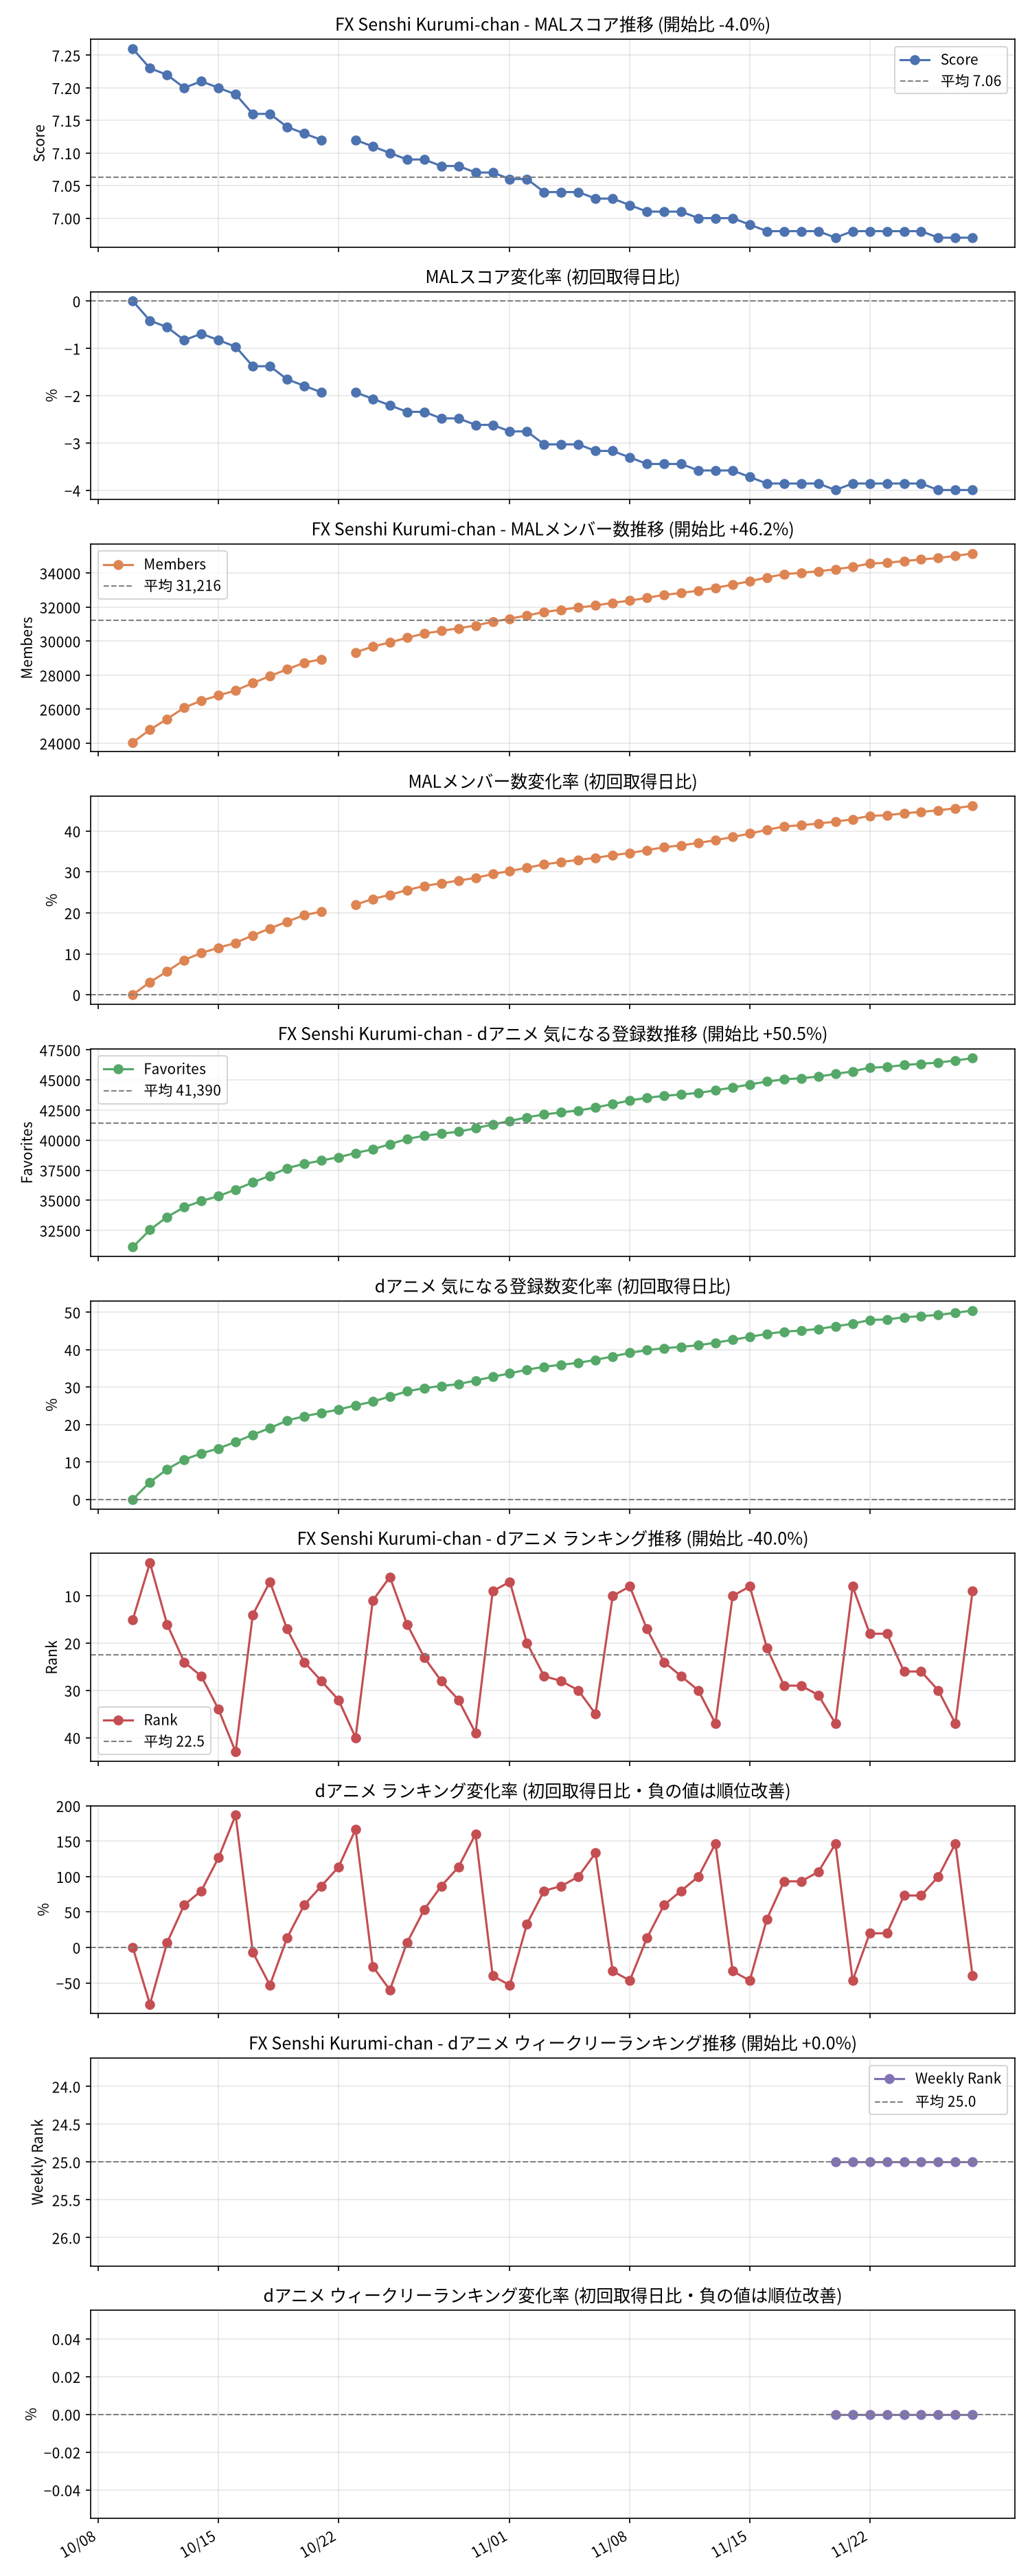 FX Senshi Kurumi-chan - MALスコア推移 (開始比 -4.0%)
Score
7.25
7.20
7.15
7.10
7.05
7.00
Score
平均 7.06
MALスコア変化率 (初回取得日比)
%
0
−1
−2
−3
−4
FX Senshi Kurumi-chan - MALメンバー数推移 (開始比 +46.2%)
Members
34000
32000
30000
28000
26000
24000
Members
平均 31,216
MALメンバー数変化率 (初回取得日比)
%
40
30
20
10
0
FX Senshi Kurumi-chan - dアニメ 気になる登録数推移 (開始比 +50.5%)
Favorites
47500
45000
42500
40000
37500
35000
32500
Favorites
平均 41,390
dアニメ 気になる登録数変化率 (初回取得日比)
%
50
40
30
20
10
0
FX Senshi Kurumi-chan - dアニメ ランキング推移 (開始比 -40.0%)
Rank
10
20
30
40
Rank
平均 22.5
dアニメ ランキング変化率 (初回取得日比・負の値は順位改善)
%
200
150
100
50
0
−50
FX Senshi Kurumi-chan - dアニメ ウィークリーランキング推移 (開始比 +0.0%)
Weekly Rank
24.0
24.5
25.0
25.5
26.0
Weekly Rank
平均 25.0
dアニメ ウィークリーランキング変化率 (初回取得日比・負の値は順位改善)
%
0.04
0.02
0.00
−0.02
−0.04
10/08
10/15
10/22
11/01
11/08
11/15
11/22